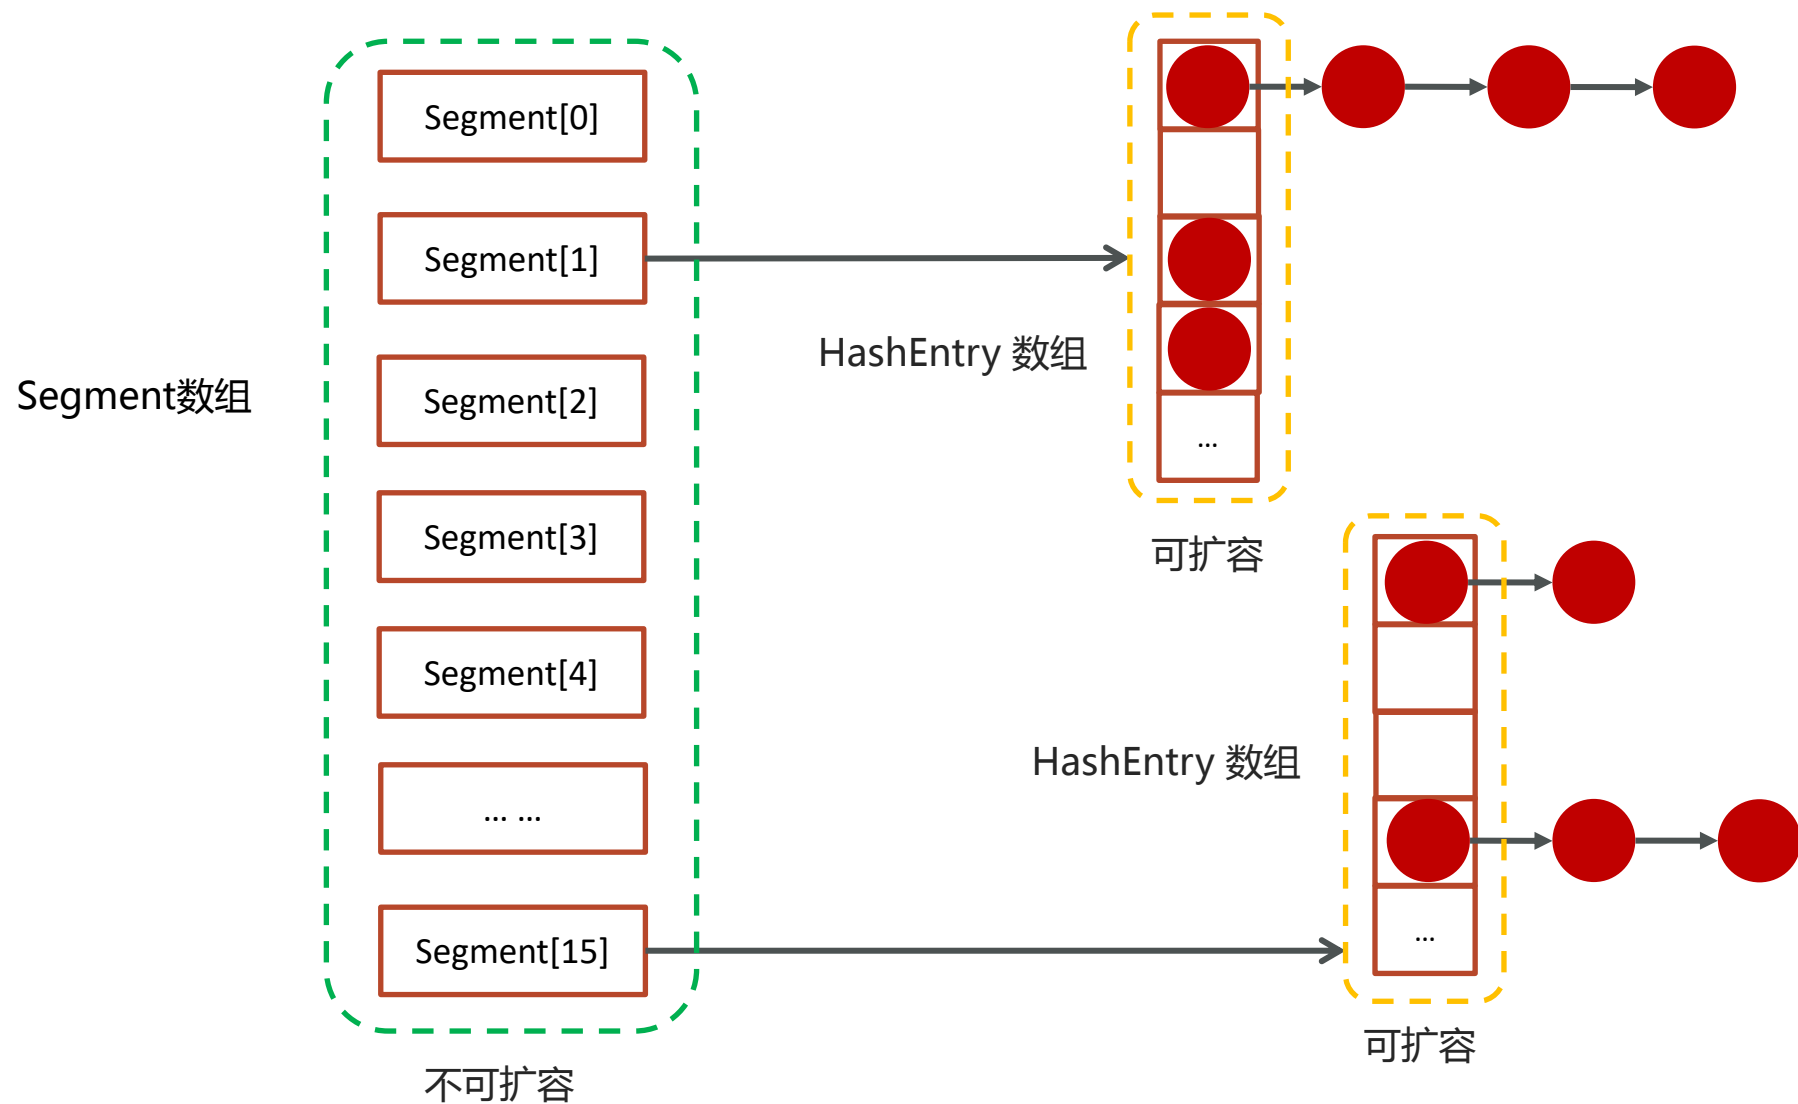 Segment数组
Segment[0]
Segment[1]
Segment[2]
Segment[3]
Segment[4]
... ...
Segment[15]
不可扩容
HashEntry 数组
...
可扩容
HashEntry 数组
...
可扩容